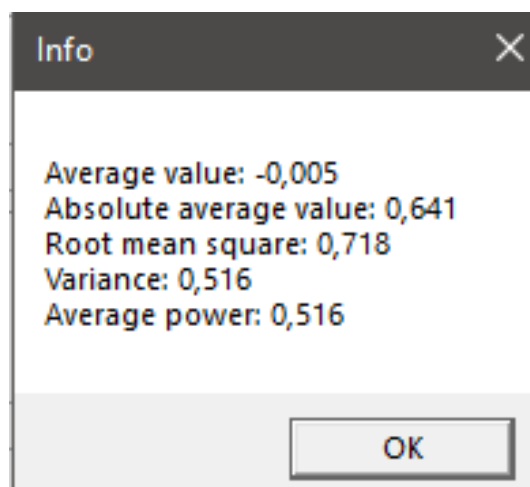 Info
Average value: -0,005
Absolute average value: 0,641
Root mean square: 0,718
Variance: 0,516
Average power: 0,516
OK